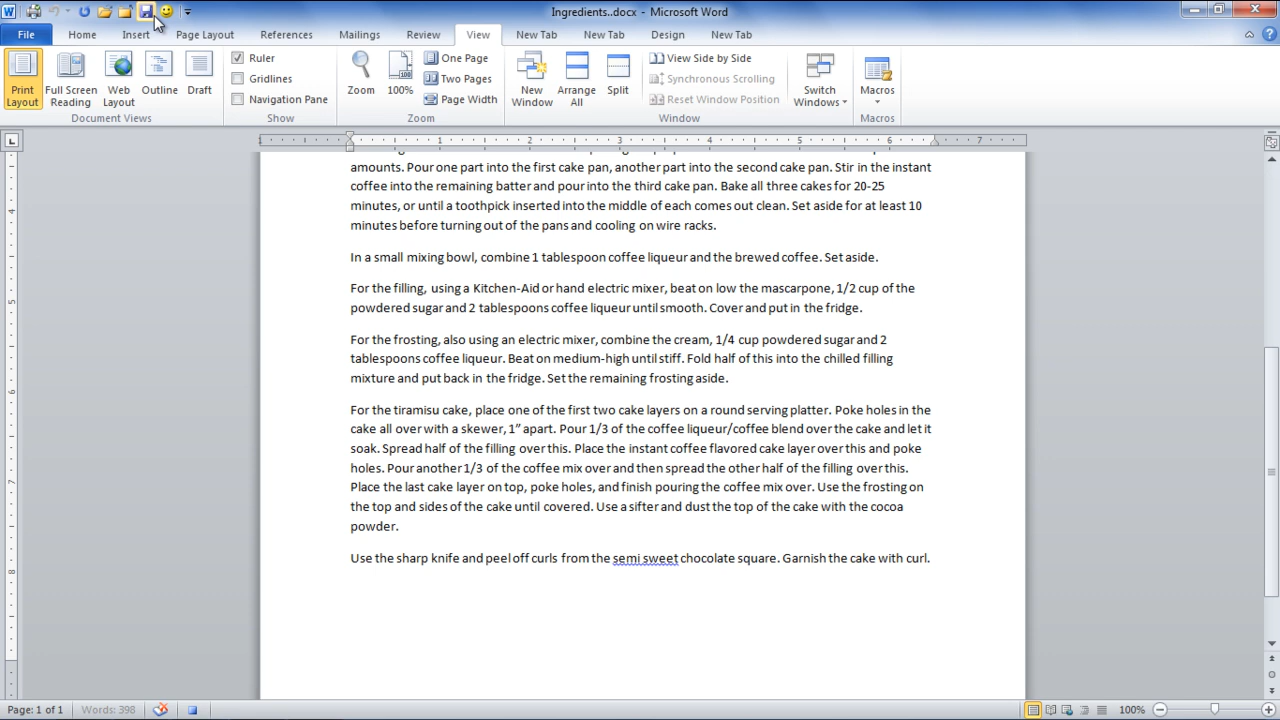 Ingredients..docx - Microsoft Word
File Home Insert Page Layout References Mailings Review View New Tab New Tab Design New Tab
Print Layout
Full Screen Reading
Web Layout
Outline
Draft
Document Views
Ruler
Gridlines
Navigation Pane
Show
Zoom
100%
One Page
Two Pages
Page Width
Zoom
New Window
Arrange All
Split
View Side by Side
Synchronous Scrolling
Reset Window Position
Window
Switch Windows
Macros
Macros
1 2 3 4 5 6 7
amounts. Pour one part into the first cake pan, another part into the second cake pan. Stir in the instant
coffee into the remaining batter and pour into the third cake pan. Bake all three cakes for 20-25
minutes, or until a toothpick inserted into the middle of each comes out clean. Set aside for at least 10
minutes before turning out of the pans and cooling on wire racks.
In a small mixing bowl, combine 1 tablespoon coffee liqueur and the brewed coffee. Set aside.
For the filling, using a Kitchen-Aid or hand electric mixer, beat on low the mascarpone, 1/2 cup of the
powdered sugar and 2 tablespoons coffee liqueur until smooth. Cover and put in the fridge.
For the frosting, also using an electric mixer, combine the cream, 1/4 cup powdered sugar and 2
tablespoons coffee liqueur. Beat on medium-high until stiff. Fold half of this into the chilled filling
mixture and put back in the fridge. Set the remaining frosting aside.
For the tiramisu cake, place one of the first two cake layers on a round serving platter. Poke holes in the
cake all over with a skewer, 1” apart. Pour 1/3 of the coffee liqueur/coffee blend over the cake and let it
soak. Spread half of the filling over this. Place the instant coffee flavored cake layer over this and poke
holes. Pour another 1/3 of the coffee mix over and then spread the other half of the filling over this.
Place the last cake layer on top, poke holes, and finish pouring the coffee mix over. Use the frosting on
the top and sides of the cake until covered. Use a sifter and dust the top of the cake with the cocoa
powder.
Use the sharp knife and peel off curls from the semi sweet chocolate square. Garnish the cake with curl.
4
5
6
7
8
Page: 1 of 1 Words: 398 100%